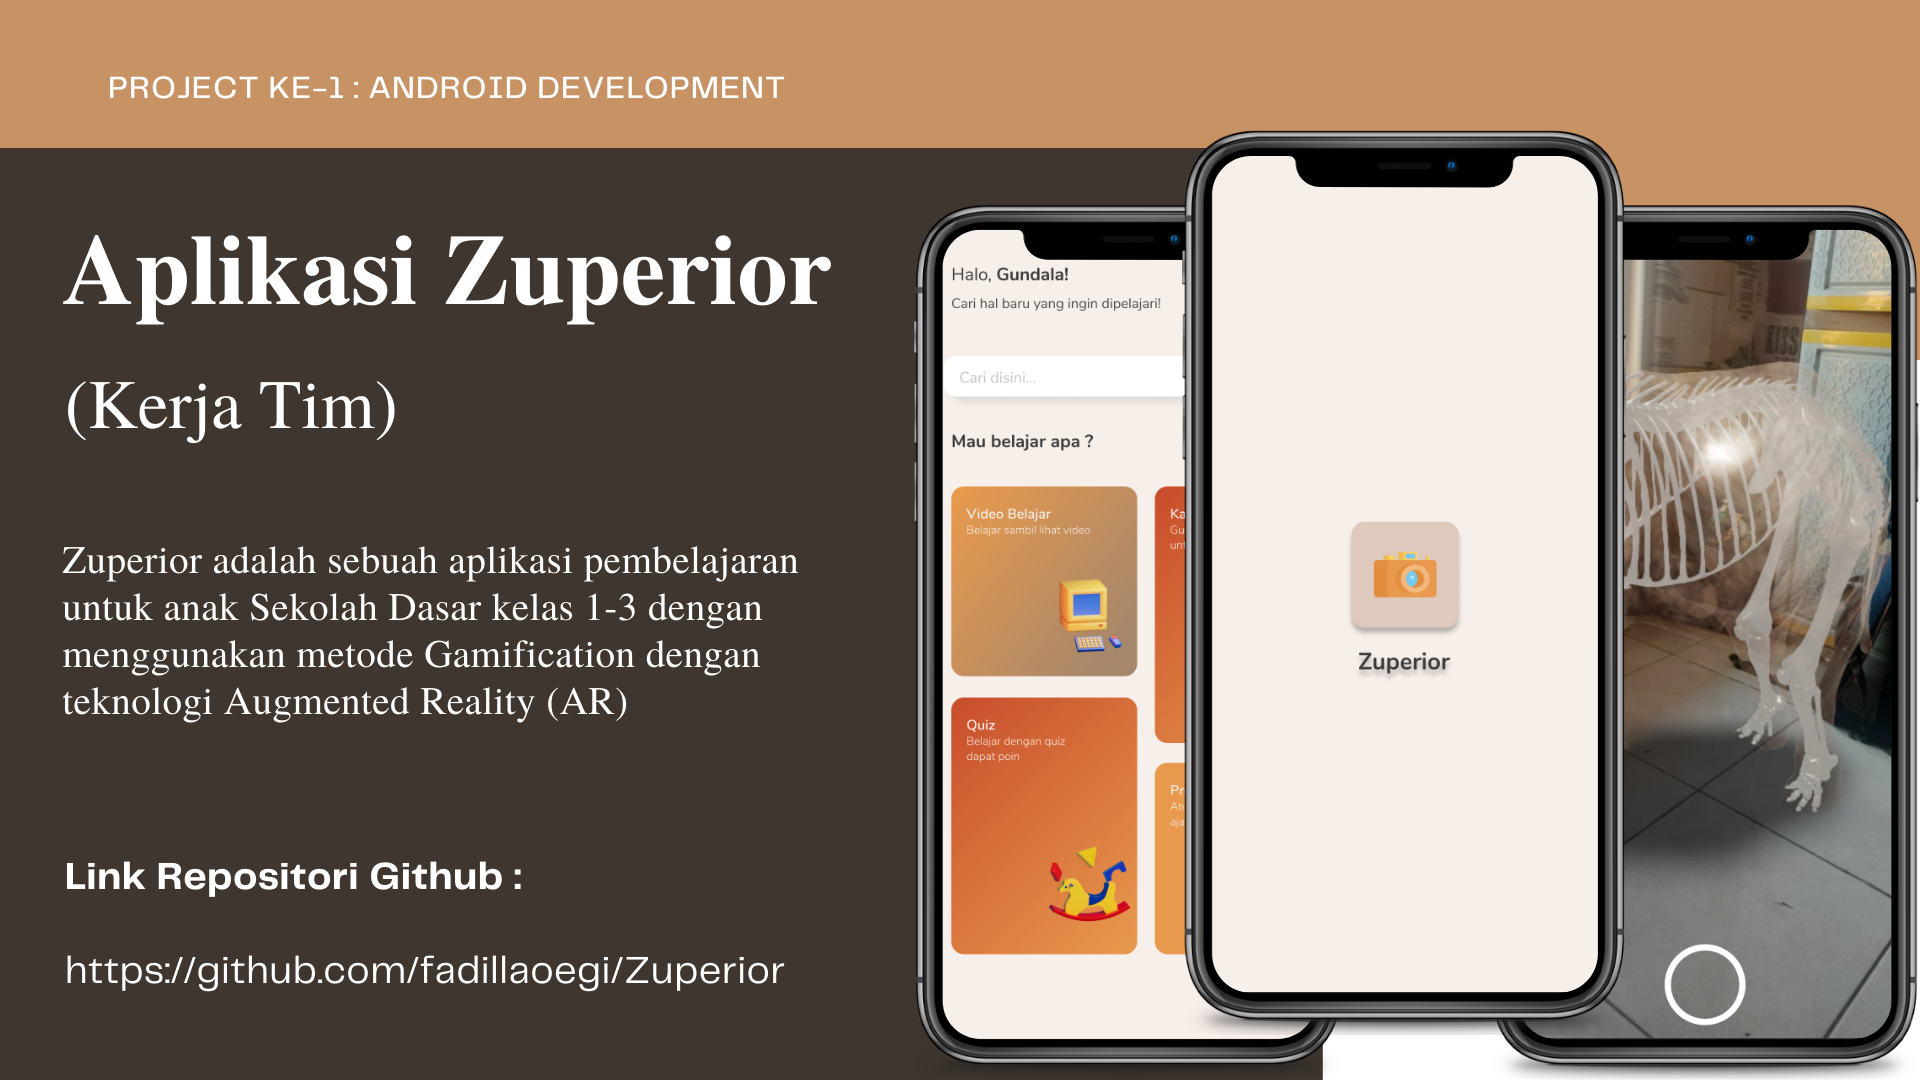 PROJECT KE-1 : ANDROID DEVELOPMENT
Aplikasi Zuperior
(Kerja Tim)
Zuperior adalah sebuah aplikasi pembelajaran
untuk anak Sekolah Dasar kelas 1-3 dengan
menggunakan metode Gamification dengan
teknologi Augmented Reality (AR)
Link Repositori Github :
https://github.com/fadillaoegi/Zuperior
Halo, Gundala!
Cari hal baru yang ingin dipelajari!
Cari disini...
Mau belajar apa ?
Video Belajar
Belajar sambil lihat video
Quiz
Belajar dengan quiz
dapat poin
Zuperior